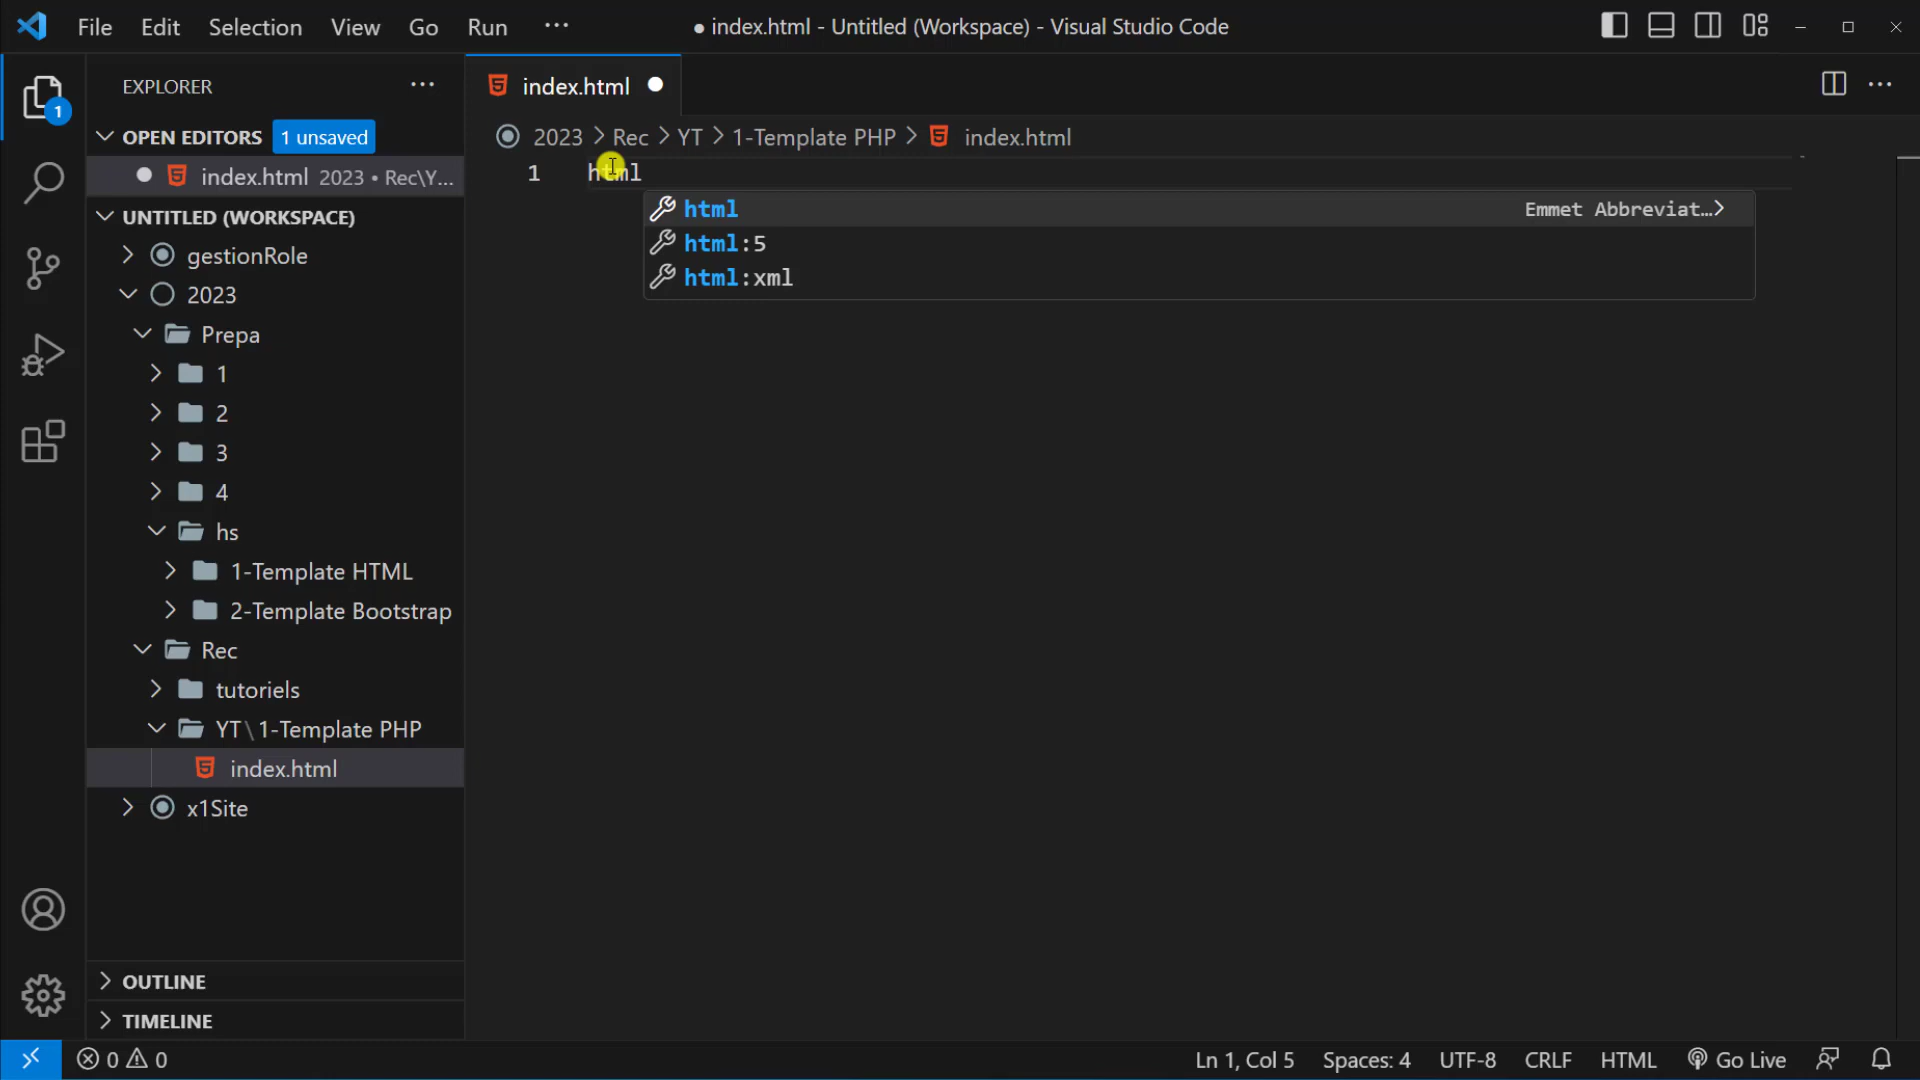 File Edit Selection View Go Run ··· ● index.html - Untitled (Workspace) - Visual Studio Code
EXPLORER ···
OPEN EDITORS 1 unsaved
index.html 2023 • Rec\Y...
UNTITLED (WORKSPACE)
gestionRole
2023
Prepa
1
2
3
4
hs
1-Template HTML
2-Template Bootstrap
Rec
tutoriels
YT\1-Template PHP
index.html
x1Site
OUTLINE
TIMELINE
index.html
2023 > Rec > YT > 1-Template PHP > index.html
1 html
html Emmet Abbreviat...>
html:5
html:xml
1
0 0 Ln 1, Col 5 Spaces: 4 UTF-8 CRLF HTML Go Live